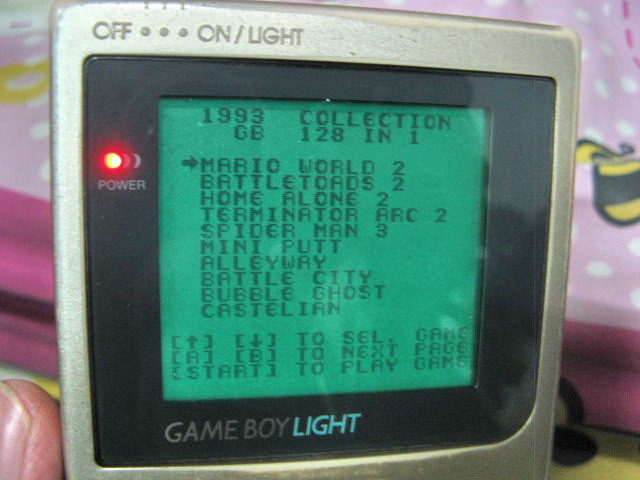 OFF ••• ON/LIGHT
1993 COLLECTION
GB 128 IN 1
➔MARIO WORLD 2
BATTLETOADS 2
HOME ALONE 2
TERMINATOR ARC 2
SPIDER MAN 3
MINI PUTT
ALLEYWAY
BATTLE CITY
BUBBLE GHOST
CASTELIAN
[↑] [↓] TO SEL. GAME
[A] [B] TO NEXT PAGE
[START] TO PLAY GAME
POWER
GAME BOY LIGHT